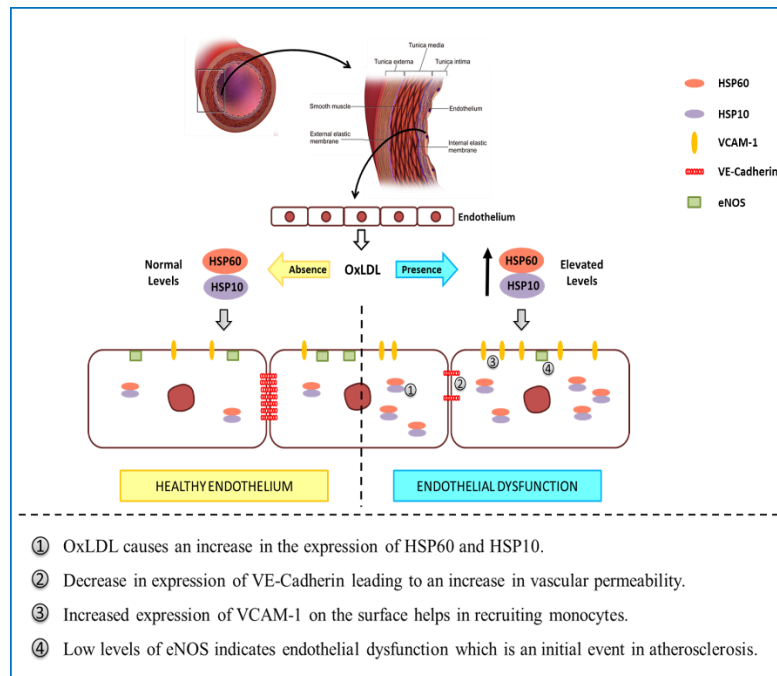 Tunica media
Tunica externa
Tunica intima
Smooth muscle
Endothelium
External elastic
membrane
Internal elastic
membrane
HSP60
HSP10
VCAM-1
VE-Cadherin
eNOS
Endothelium
Normal
Levels
HSP60
HSP10
Absence
OxLDL
Presence
HSP60
HSP10
Elevated
Levels
1
2
3
4
HEALTHY ENDOTHELIUM
ENDOTHELIAL DYSFUNCTION
1 OxLDL causes an increase in the expression of HSP60 and HSP10.
2 Decrease in expression of VE-Cadherin leading to an increase in vascular permeability.
3 Increased expression of VCAM-1 on the surface helps in recruiting monocytes.
4 Low levels of eNOS indicates endothelial dysfunction which is an initial event in atherosclerosis.